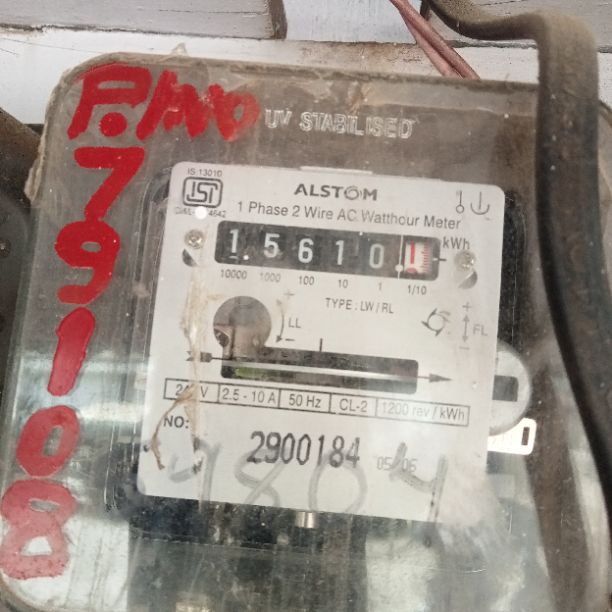 P.NO
791108
UV STABILISED
IS:13010
ISI
ALSTOM
1 Phase 2 Wire AC Watthour Meter
1 5 6 1 0 1 kWh
10000 1000 100 10 1 1/10
TYPE : LW / RL
+
LL
-
+
FL
-
240 V 2.5 - 10 A 50 Hz CL-2 1200 rev / kWh
NO:
2900184 05/06